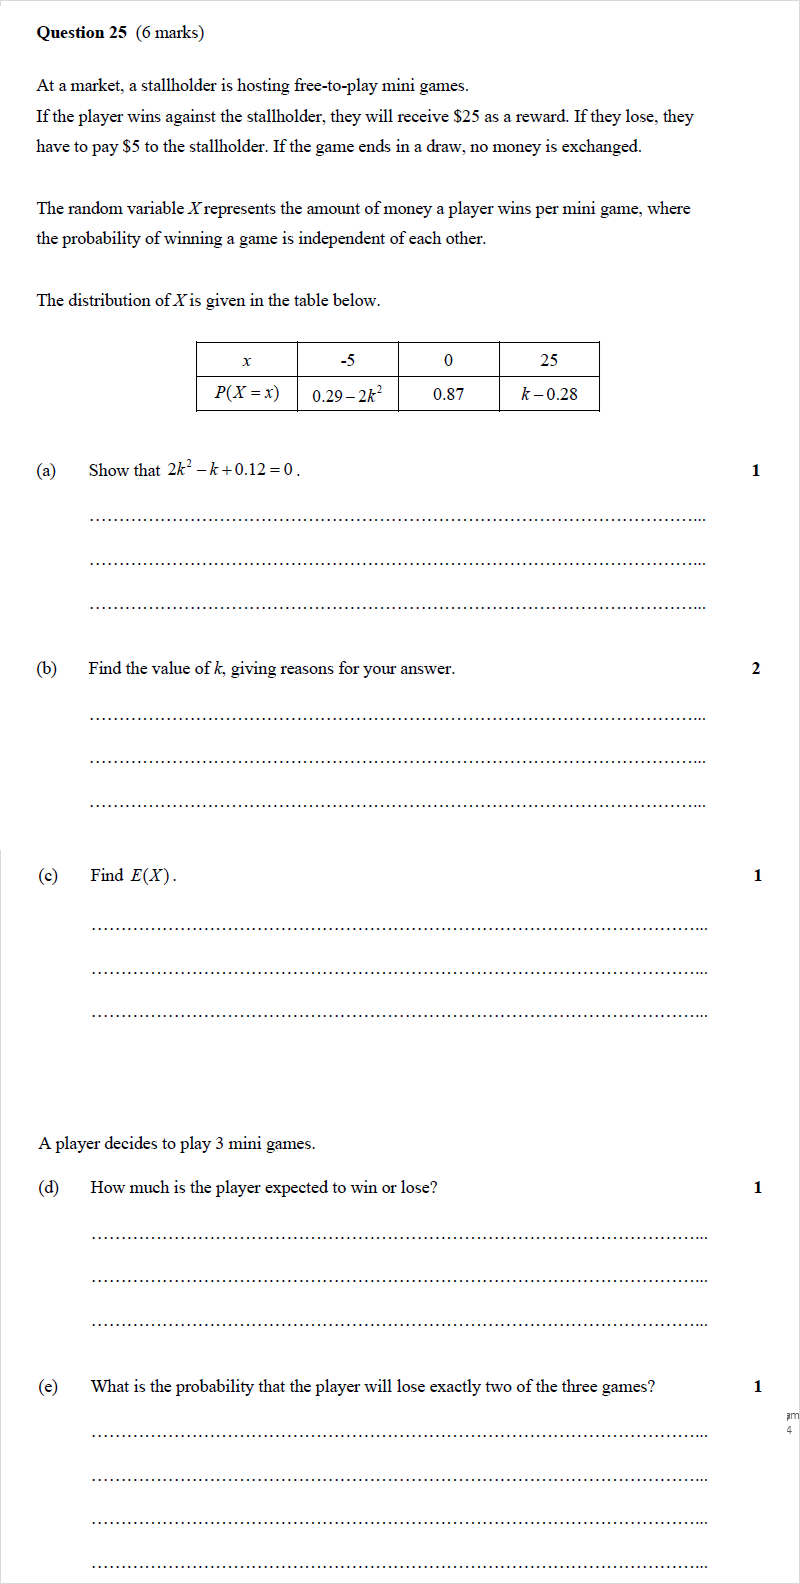 Question 25 (6 marks)
At a market, a stallholder is hosting free-to-play mini games.
If the player wins against the stallholder, they will receive $25 as a reward. If they lose, they
have to pay $5 to the stallholder. If the game ends in a draw, no money is exchanged.
The random variable X represents the amount of money a player wins per mini game, where
the probability of winning a game is independent of each other.
The distribution of X is given in the table below.
x -5 0 25
P(X = x) 0.29 – 2k² 0.87 k – 0.28
(a) Show that 2k² – k + 0.12 = 0. 1
(b) Find the value of k, giving reasons for your answer. 2
(c) Find E(X). 1
A player decides to play 3 mini games.
(d) How much is the player expected to win or lose? 1
(e) What is the probability that the player will lose exactly two of the three games? 1
4